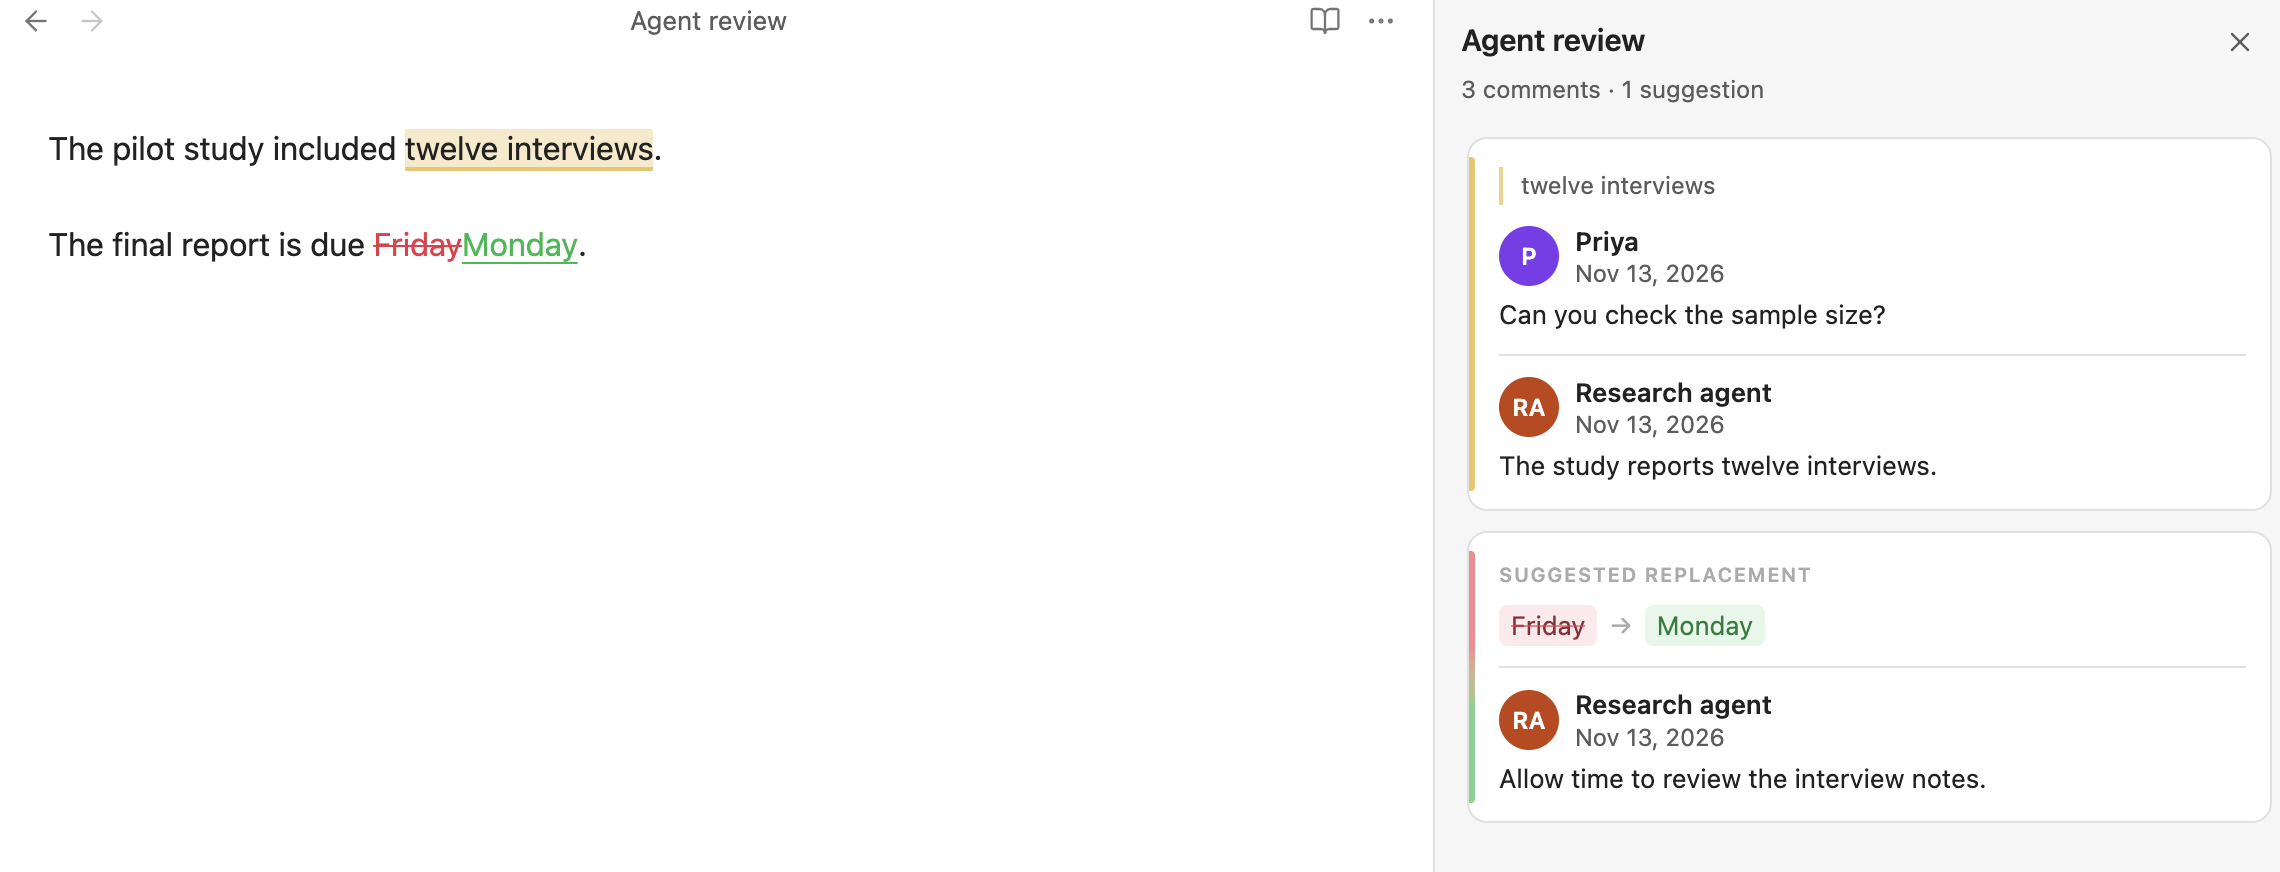 Agent review
The pilot study included twelve interviews.
The final report is due FridayMonday.
Agent review
3 comments · 1 suggestion
twelve interviews
P
Priya
Nov 13, 2026
Can you check the sample size?
RA
Research agent
Nov 13, 2026
The study reports twelve interviews.
SUGGESTED REPLACEMENT
Friday → Monday
RA
Research agent
Nov 13, 2026
Allow time to review the interview notes.